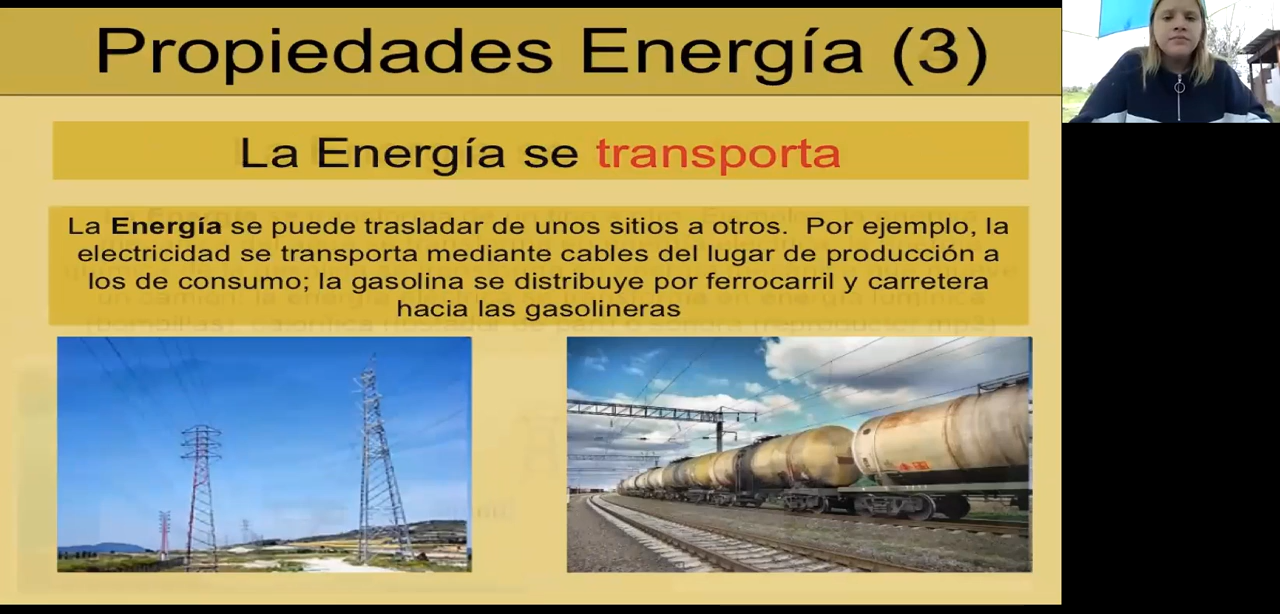 Propiedades Energía (3)
La Energía se transporta
La Energía se puede trasladar de unos sitios a otros. Por ejemplo, la
electricidad se transporta mediante cables del lugar de producción a
los de consumo; la gasolina se distribuye por ferrocarril y carretera
hacia las gasolineras